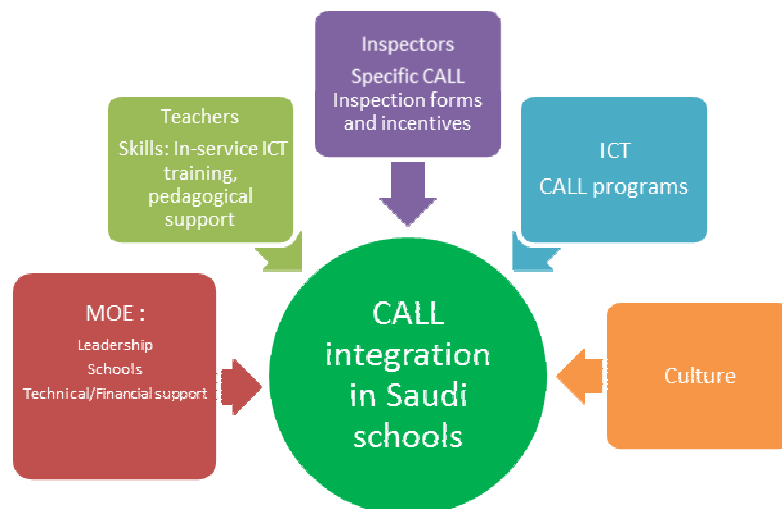 Inspectors
Specific CALL
Inspection forms
and incentives
Teachers
Skills: In-service ICT
training,
pedagogical
support
ICT
CALL programs
MOE :
Leadership
Schools
Technical/Financial support
CALL
integration
in Saudi
schools
Culture